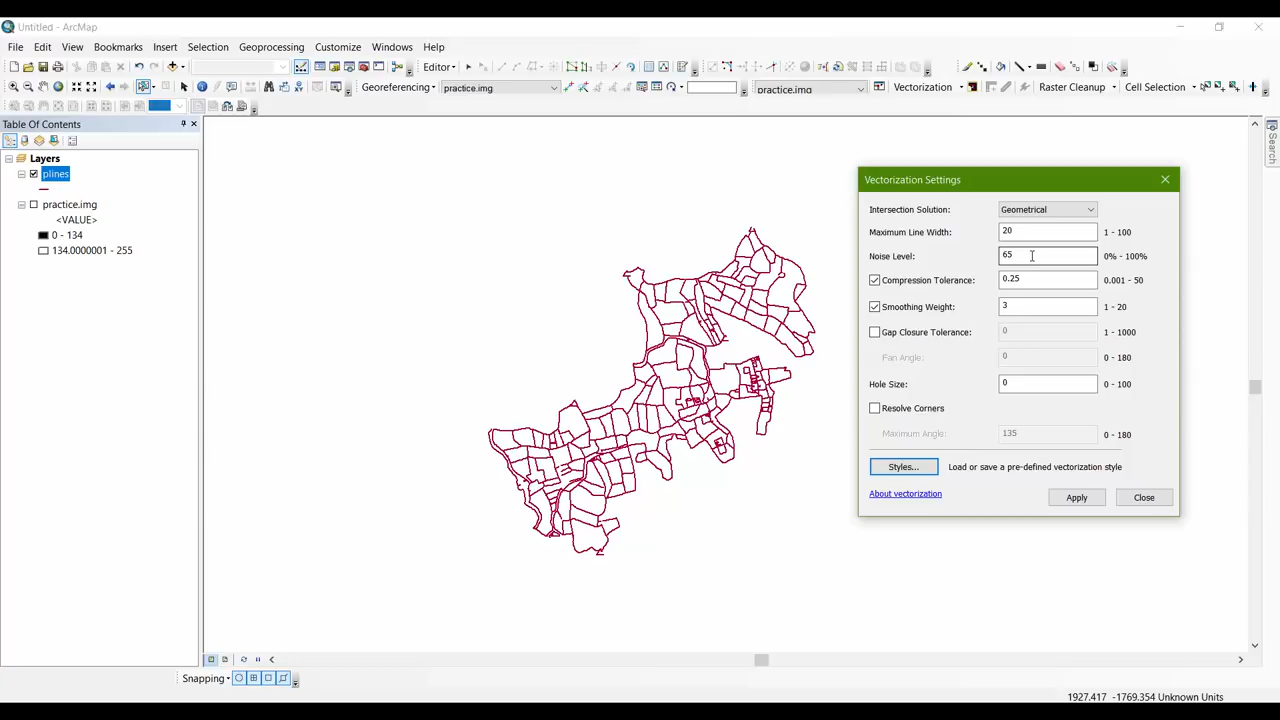 Untitled - ArcMap
File Edit View Bookmarks Insert Selection Geoprocessing Customize Windows Help
Editor
Georeferencing practice.img practice.img Vectorization Raster Cleanup Cell Selection
Table Of Contents
Layers
plines
practice.img
<VALUE>
0 - 134
134.0000001 - 255
Search
Vectorization Settings
Intersection Solution: Geometrical
Maximum Line Width: 20 1 - 100
Noise Level: 65 0% - 100%
Compression Tolerance: 0.25 0.001 - 50
Smoothing Weight: 3 1 - 20
Gap Closure Tolerance: 0 1 - 1000
Fan Angle: 0 0 - 180
Hole Size: 0 0 - 100
Resolve Corners
Maximum Angle: 135 0 - 180
Styles... Load or save a pre-defined vectorization style
About vectorization Apply Close
Snapping
1927.417 -1769.354 Unknown Units